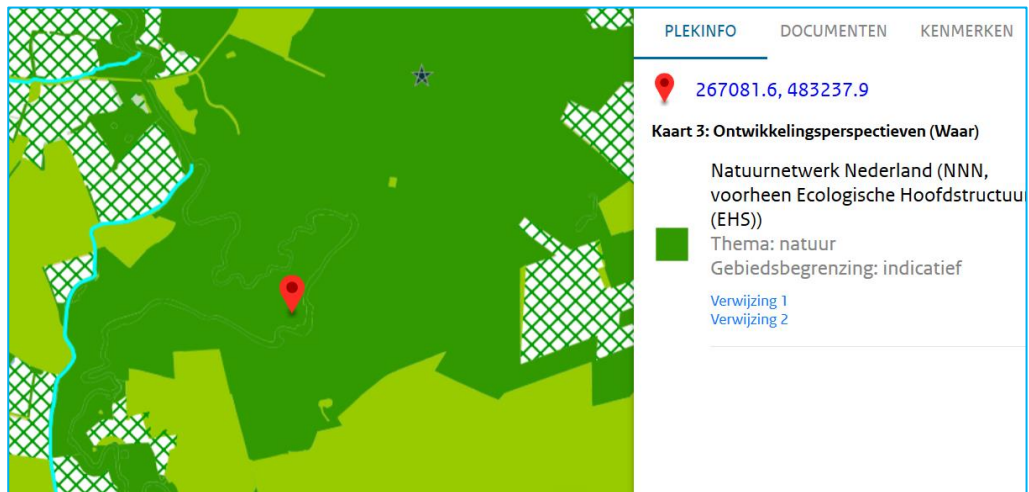 PLEKINFO DOCUMENTEN KENMERKEN
267081.6, 483237.9
Kaart 3: Ontwikkelingsperspectieven (Waar)
Natuurnetwerk Nederland (NNN,
voorheen Ecologische Hoofdstructuur
(EHS))
Thema: natuur
Gebiedsbegrenzing: indicatief
Verwijzing 1
Verwijzing 2